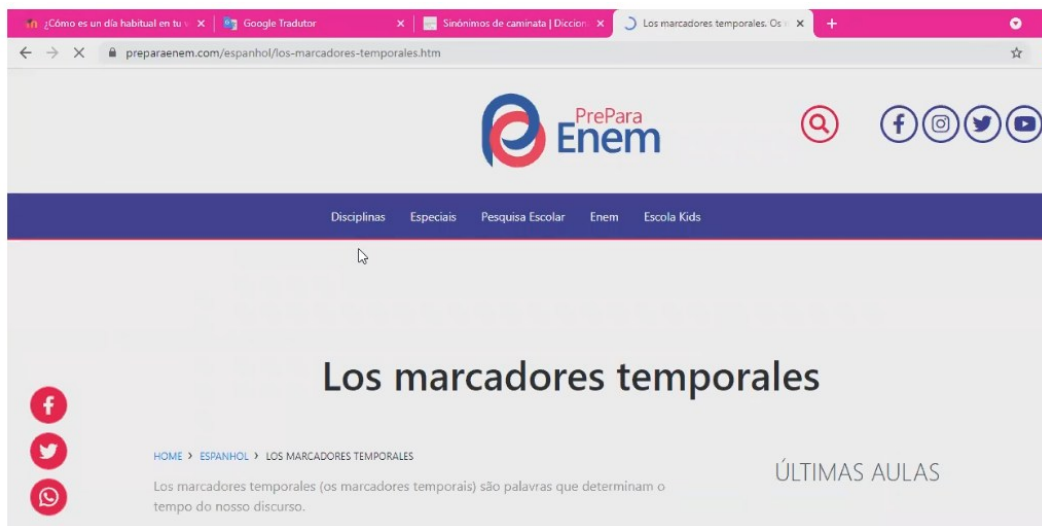 ¿Cómo es un día habitual en tu v
Google Tradutor
Sinónimos de caminata | Diccion
Los marcadores temporales. Os
preparaenem.com/espanhol/los-marcadores-temporales.htm
PrePara
Enem
Disciplinas Especiais Pesquisa Escolar Enem Escola Kids
Los marcadores temporales
HOME > ESPANHOL > LOS MARCADORES TEMPORALES
ÚLTIMAS AULAS
Los marcadores temporales (os marcadores temporais) são palavras que determinam o
tempo do nosso discurso.